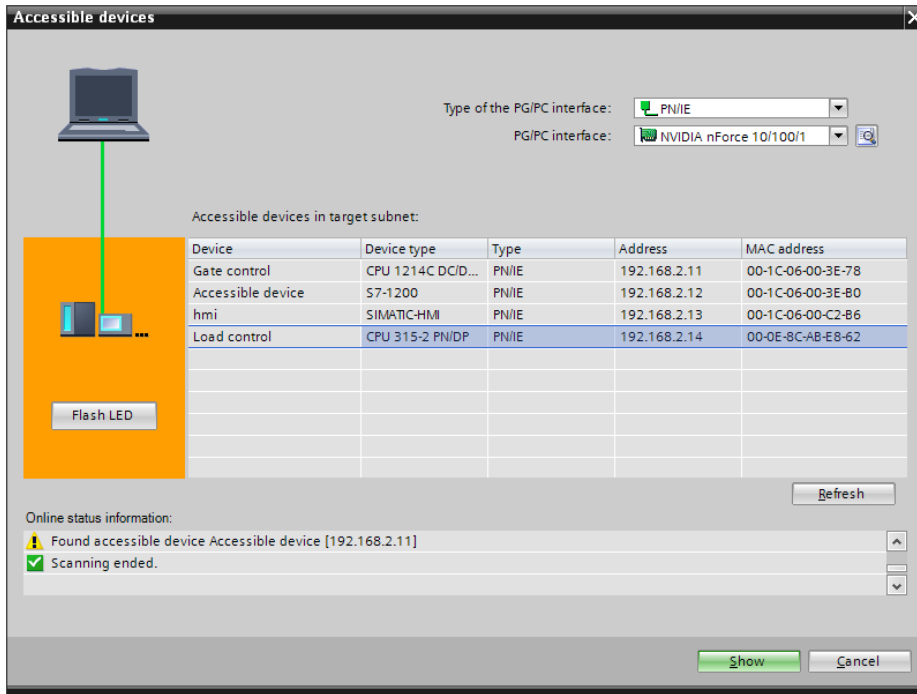 Accessible devices
Type of the PG/PC interface: PN/IE
PG/PC interface: NVIDIA nForce 10/100/1
Accessible devices in target subnet:
Device Device type Type Address MAC address
Gate control CPU 1214C DC/D... PN/IE 192.168.2.11 00-1C-06-00-3E-78
Accessible device S7-1200 PN/IE 192.168.2.12 00-1C-06-00-3E-B0
hmi SIMATIC-HMI PN/IE 192.168.2.13 00-1C-06-00-C2-B6
Load control CPU 315-2 PN/DP PN/IE 192.168.2.14 00-0E-8C-AB-E8-62
Flash LED
Refresh
Online status information:
Found accessible device Accessible device [192.168.2.11]
Scanning ended.
Show Cancel